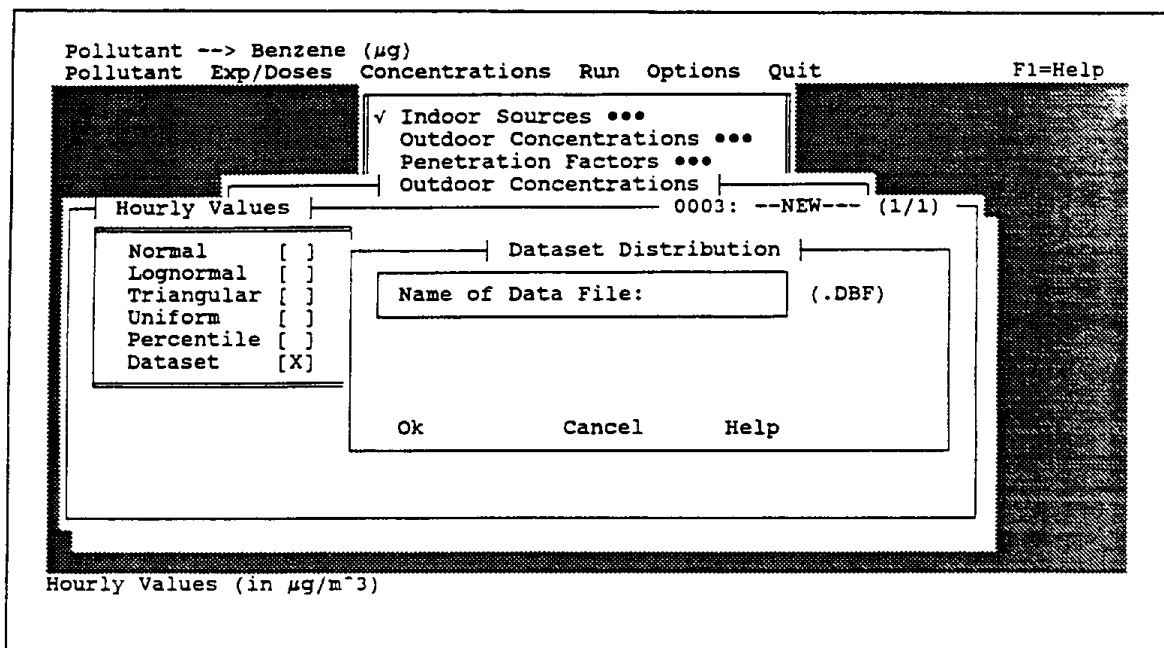 Pollutant --> Benzene (μg)
Pollutant Exp/Doses Concentrations Run Options Quit F1=Help
√ Indoor Sources •••
Outdoor Concentrations •••
Penetration Factors •••
Outdoor Concentrations
Hourly Values 0003: --NEW--- (1/1)
Normal [ ]
Lognormal [ ]
Triangular [ ]
Uniform [ ]
Percentile [ ]
Dataset [X]
Dataset Distribution
Name of Data File: (.DBF)
Ok Cancel Help
Hourly Values (in μg/m^3)